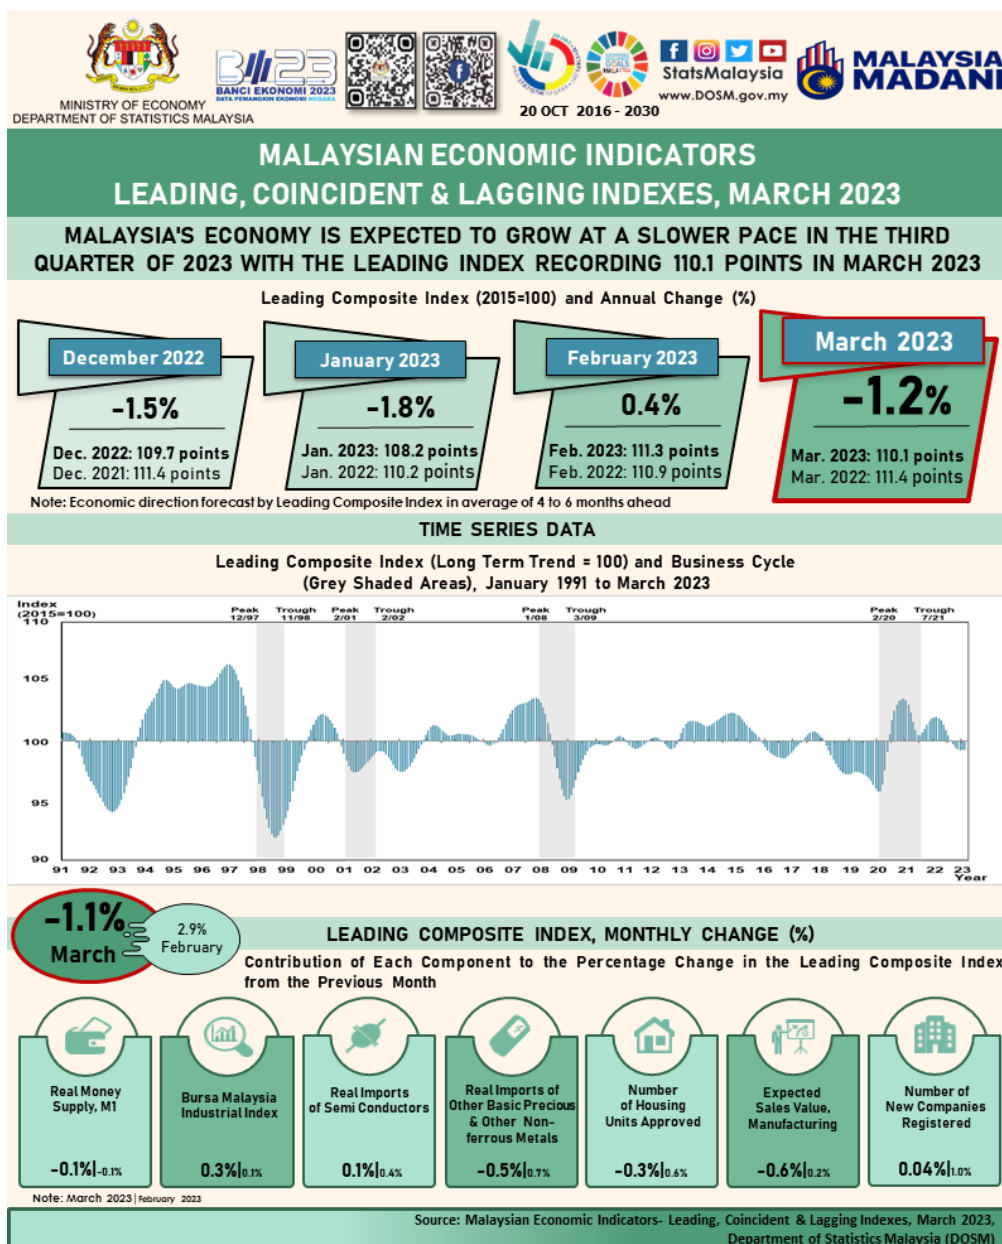 MINISTRY OF ECONOMY
DEPARTMENT OF STATISTICS MALAYSIA
BANCI EKONOMI 2023
DATA PEMANGKIN EKONOMI NEGARA
20 OCT 2016 - 2030
StatsMalaysia
www.DOSM.gov.my
MALAYSIA
MADANI
MALAYSIAN ECONOMIC INDICATORS
LEADING, COINCIDENT & LAGGING INDEXES, MARCH 2023
MALAYSIA'S ECONOMY IS EXPECTED TO GROW AT A SLOWER PACE IN THE THIRD
QUARTER OF 2023 WITH THE LEADING INDEX RECORDING 110.1 POINTS IN MARCH 2023
Leading Composite Index (2015=100) and Annual Change (%)
December 2022
-1.5%
Dec. 2022: 109.7 points
Dec. 2021: 111.4 points
January 2023
-1.8%
Jan. 2023: 108.2 points
Jan. 2022: 110.2 points
February 2023
0.4%
Feb. 2023: 111.3 points
Feb. 2022: 110.9 points
March 2023
-1.2%
Mar. 2023: 110.1 points
Mar. 2022: 111.4 points
Note: Economic direction forecast by Leading Composite Index in average of 4 to 6 months ahead
TIME SERIES DATA
Leading Composite Index (Long Term Trend = 100) and Business Cycle
(Grey Shaded Areas), January 1991 to March 2023
Index
(2015=100)
Peak Trough Peak Trough Peak Trough Peak Trough
12/97 11/98 2/01 2/02 1/08 3/09 2/20 7/21
110
105
100
95
90
91 92 93 94 95 96 97 98 99 00 01 02 03 04 05 06 07 08 09 10 11 12 13 14 15 16 17 18 19 20 21 22 23
Year
-1.1%
March
2.9%
February
LEADING COMPOSITE INDEX, MONTHLY CHANGE (%)
Contribution of Each Component to the Percentage Change in the Leading Composite Index
from the Previous Month
Real Money
Supply, M1
-0.1%|-0.1%
Bursa Malaysia
Industrial Index
0.3%|0.1%
Real Imports
of Semi Conductors
0.1%|0.4%
Real Imports of
Other Basic Precious
& Other Non-
ferrous Metals
-0.5%|0.7%
Number
of Housing
Units Approved
-0.3%|0.6%
Expected
Sales Value,
Manufacturing
-0.6%|0.2%
Number of
New Companies
Registered
0.04%|1.0%
Note: March 2023|February 2023
Source: Malaysian Economic Indicators- Leading, Coincident & Lagging Indexes, March 2023,
Department of Statistics Malaysia (DOSM)